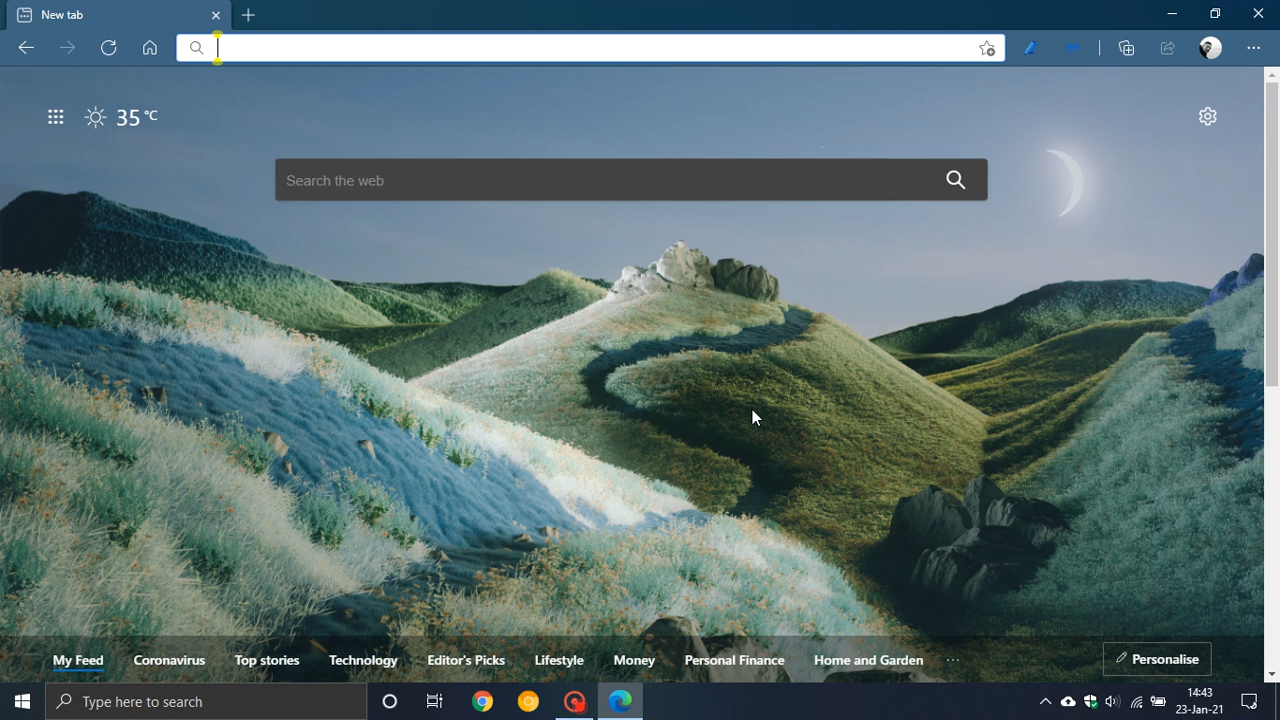 New tab
35 °C
Search the web
My Feed Coronavirus Top stories Technology Editor's Picks Lifestyle Money Personal Finance Home and Garden ... Personalise
Type here to search
14:43
23-Jan-21